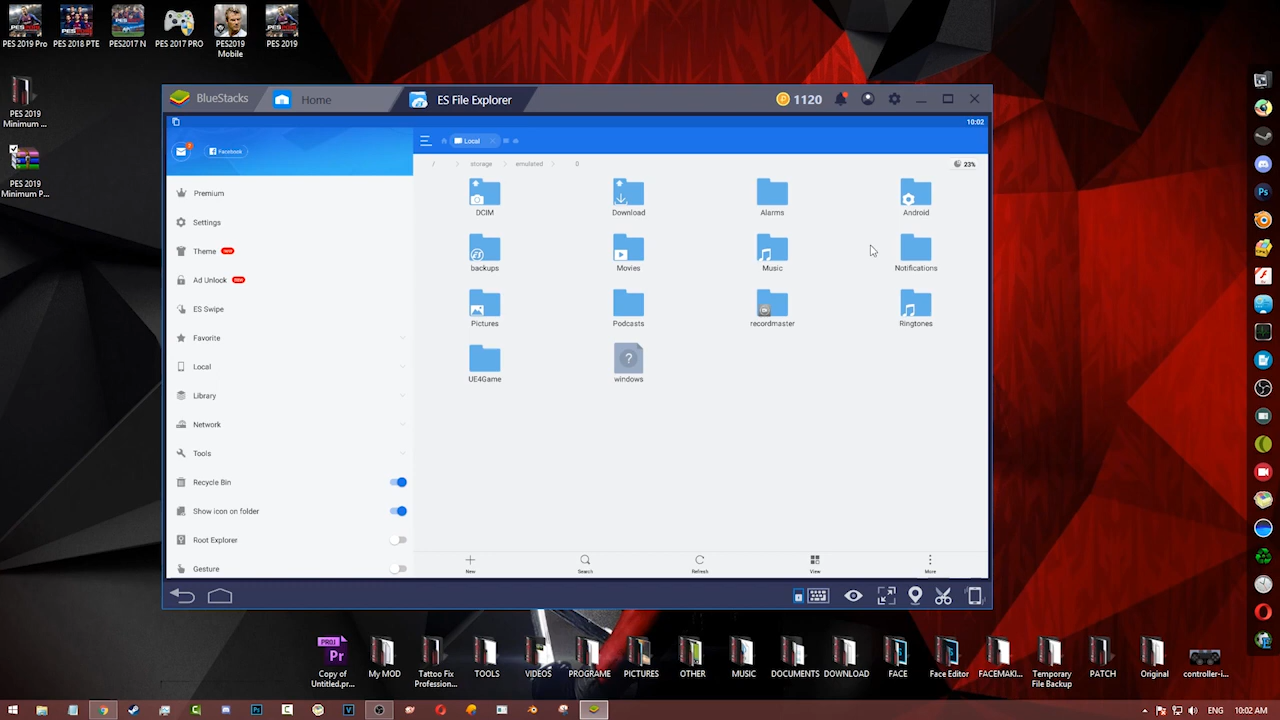 PES 2019 Pro
PES 2018 PTE
PES2017 N
PES 2017 PRO
PES2019
Mobile
PES 2019
PES 2019
Minimum ...
PES 2019
Minimum P...
BlueStacks
Home
ES File Explorer
1120
10:02
Facebook
Local
/
storage
emulated
0
23%
Premium
Settings
Theme
Ad Unlock
ES Swipe
Favorite
Local
Library
Network
Tools
Recycle Bin
Show icon on folder
Root Explorer
Gesture
DCIM
Download
Alarms
Android
backups
Movies
Music
Notifications
Pictures
Podcasts
recordmaster
Ringtones
UE4Game
?
windows
New
Search
Refresh
View
More
PROJ
Pr
Copy of
Untitled.pr...
My MOD
Tattoo Fix
Profession...
TOOLS
VIDEOS
PROGRAME
PICTURES
OTHER
MUSIC
DOCUMENTS
DOWNLOAD
FACE
Face Editor
FACEMAKI...
Temporary
File Backup
PATCH
Original
controller-i...
Ps
Ps
ENG
10:02 AM